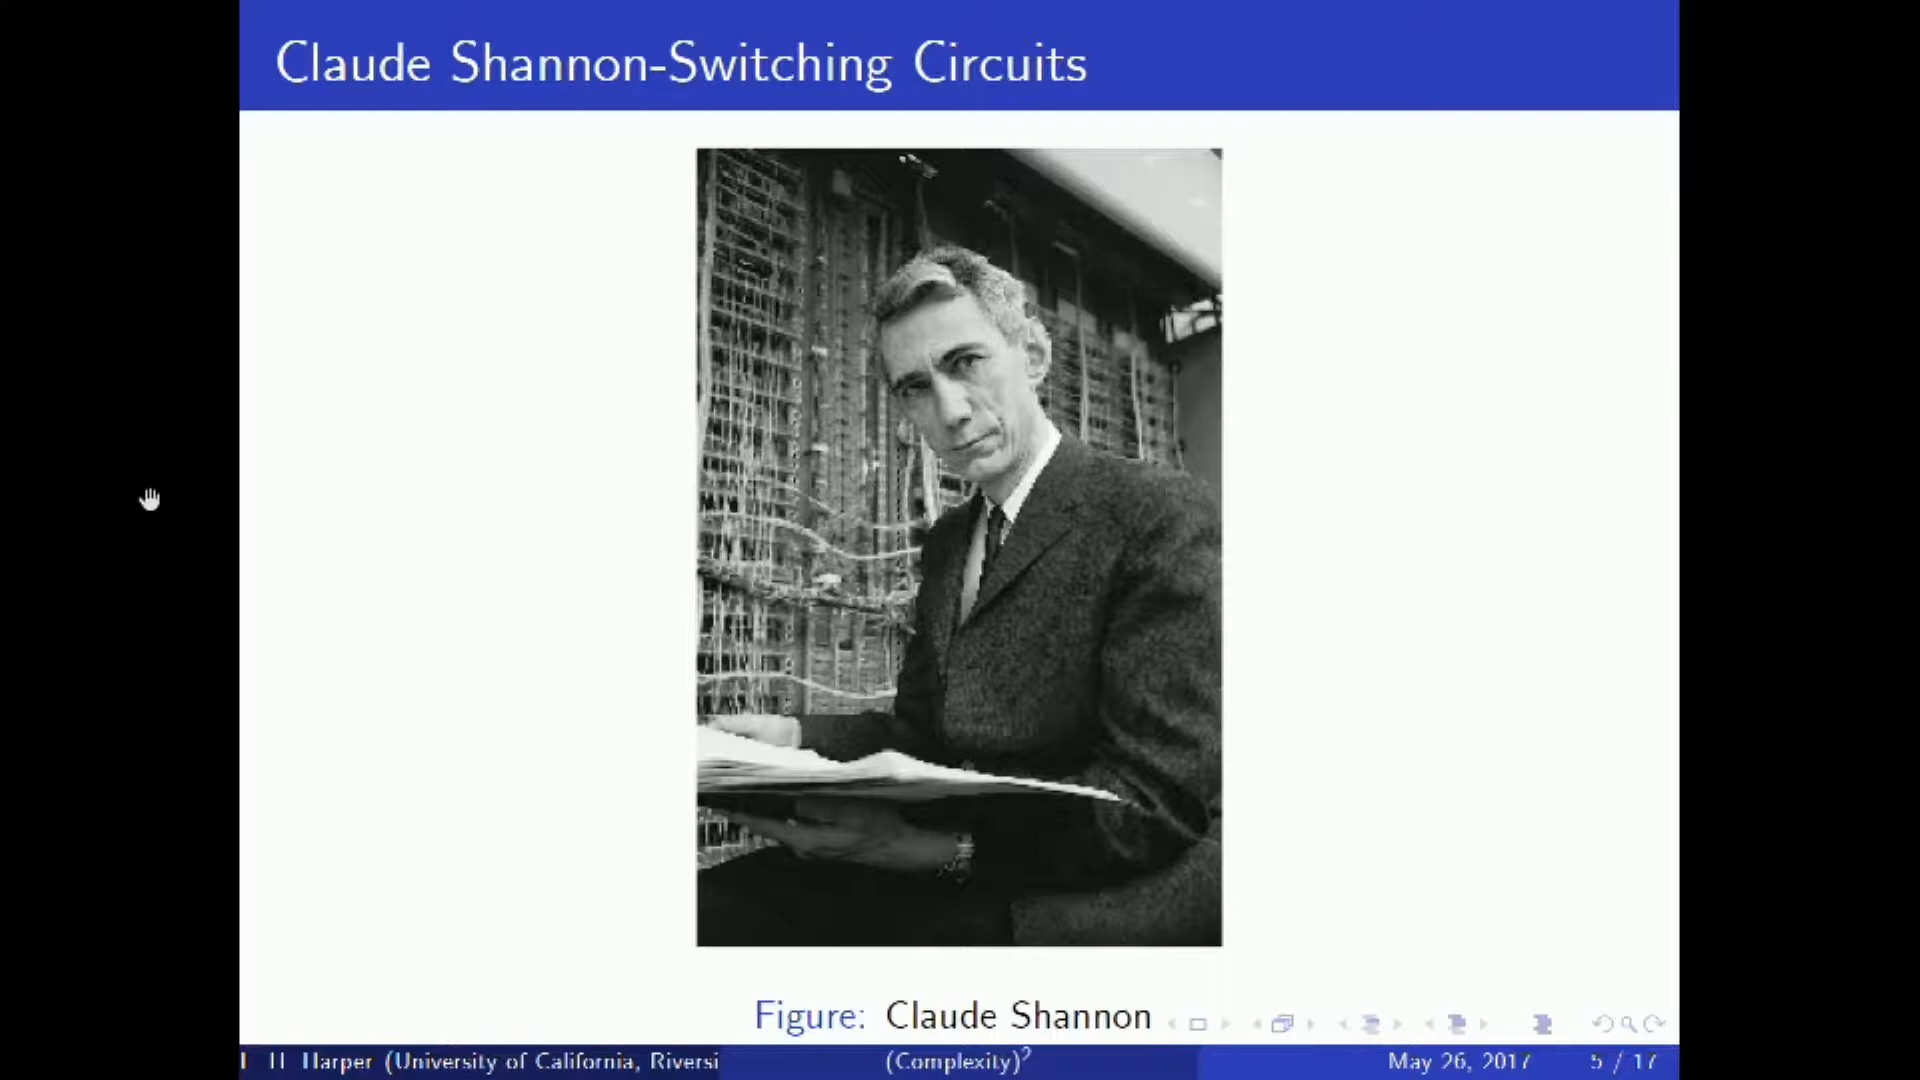 Claude Shannon-Switching Circuits
Figure: Claude Shannon
Harper (University of California, Riversi
(Complexity)²
May 26, 2017
5 / 17